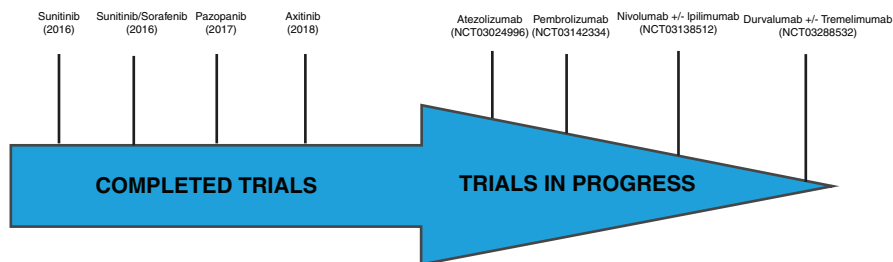 Sunitinib
(2016)
Sunitinib/Sorafenib
(2016)
Pazopanib
(2017)
Axitinib
(2018)
Atezolizumab
(NCT03024996)
Pembrolizumab
(NCT03142334)
Nivolumab +/- Ipilimumab
(NCT03138512)
Durvalumab +/- Tremelimumab
(NCT03288532)
COMPLETED TRIALS
TRIALS IN PROGRESS